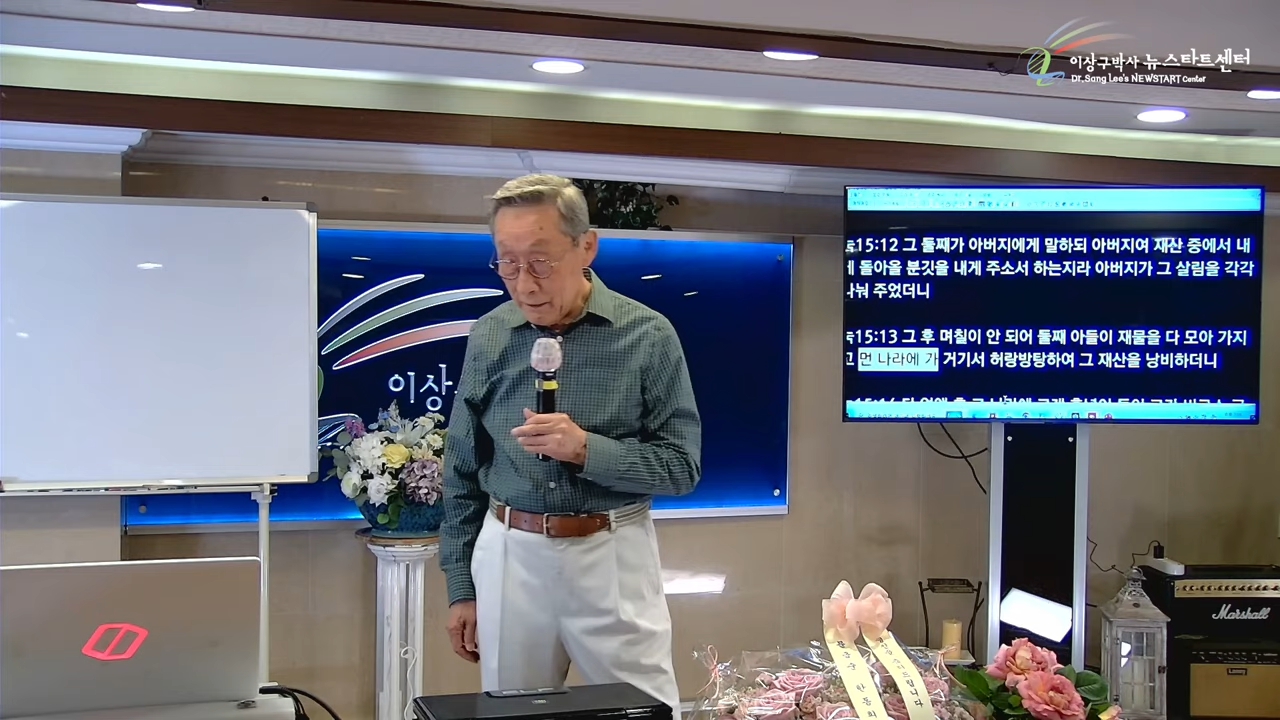 이상구박사 뉴스타트센터
Dr.Sang Lee's NEWSTART Center
15:12 그 둘째가 아버지에게 말하되 아버지여 재산 중에서 내
게 돌아올 분깃을 내게 주소서 하는지라 아버지가 그 살림을 각각
나눠 주었더니
15:13 그 후 며칠이 안 되어 둘째 아들이 재물을 다 모아 가지
고 먼 나라에 가 거기서 허랑방탕하여 그 재산을 낭비하더니
이상
Marshall